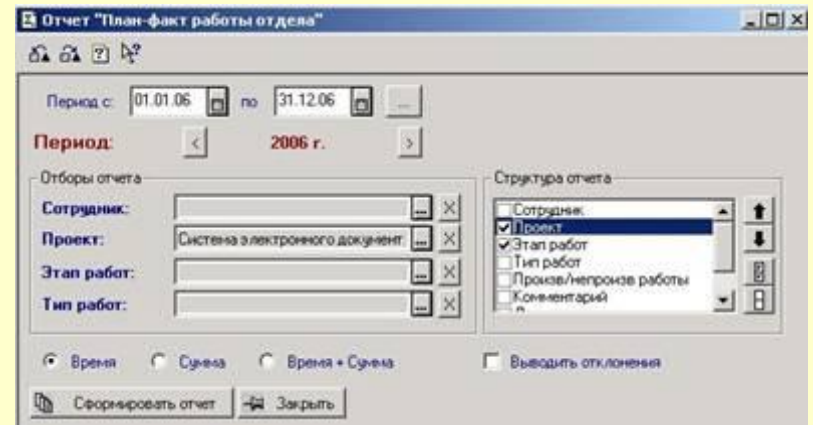 Отчет "План-факт работы отдела"
Период с: 01.01.06 по 31.12.06 ...
Период: < 2006 г. >
Отборы отчета
Структура отчета
Сотрудник: ...
Проект: Система электронного документ. ...
Этап работ: ...
Тип работ: ...
Сотрудник
Проект
Этап работ
Тип работ
Произв/непроизв работы
Комментарий
Время Сумма Время + Сумма Выводить отклонения
Сформировать отчет Закрыть